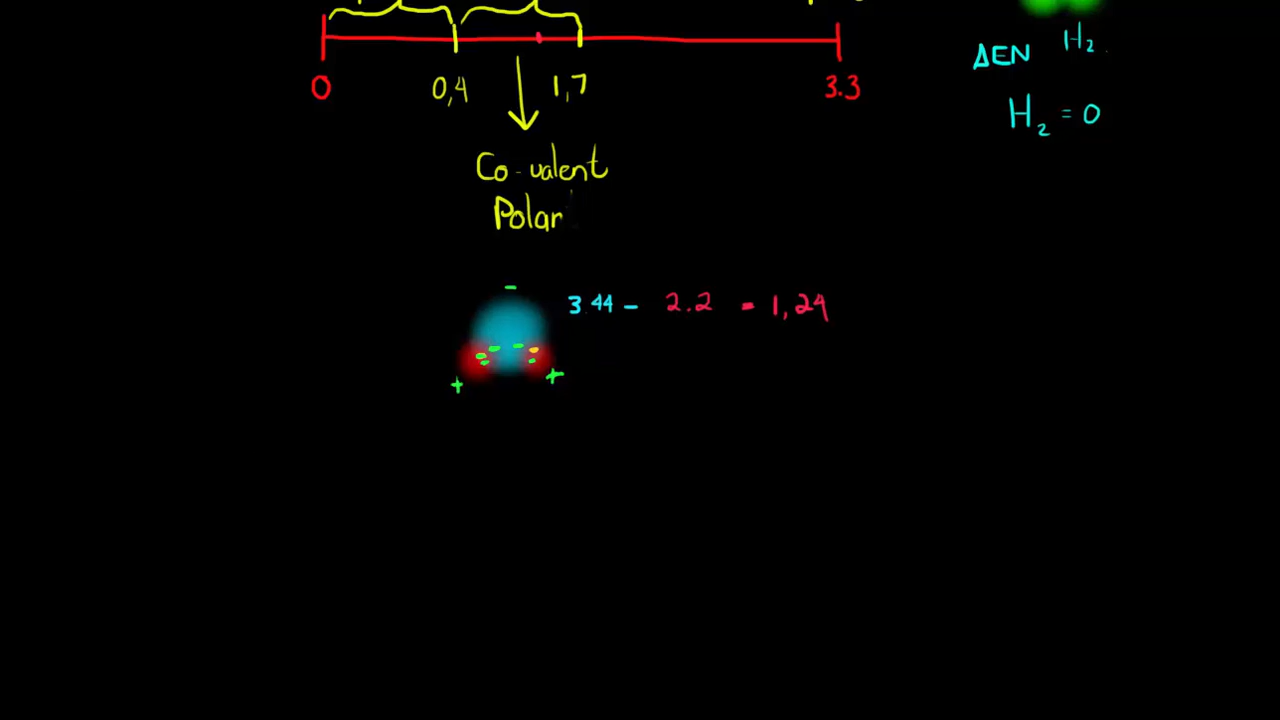 0
0,4
1,7
3.3
Co-valent
Polar
ΔEN H₂
H₂ = 0
-
3.44 - 2.2 = 1,24
+ +